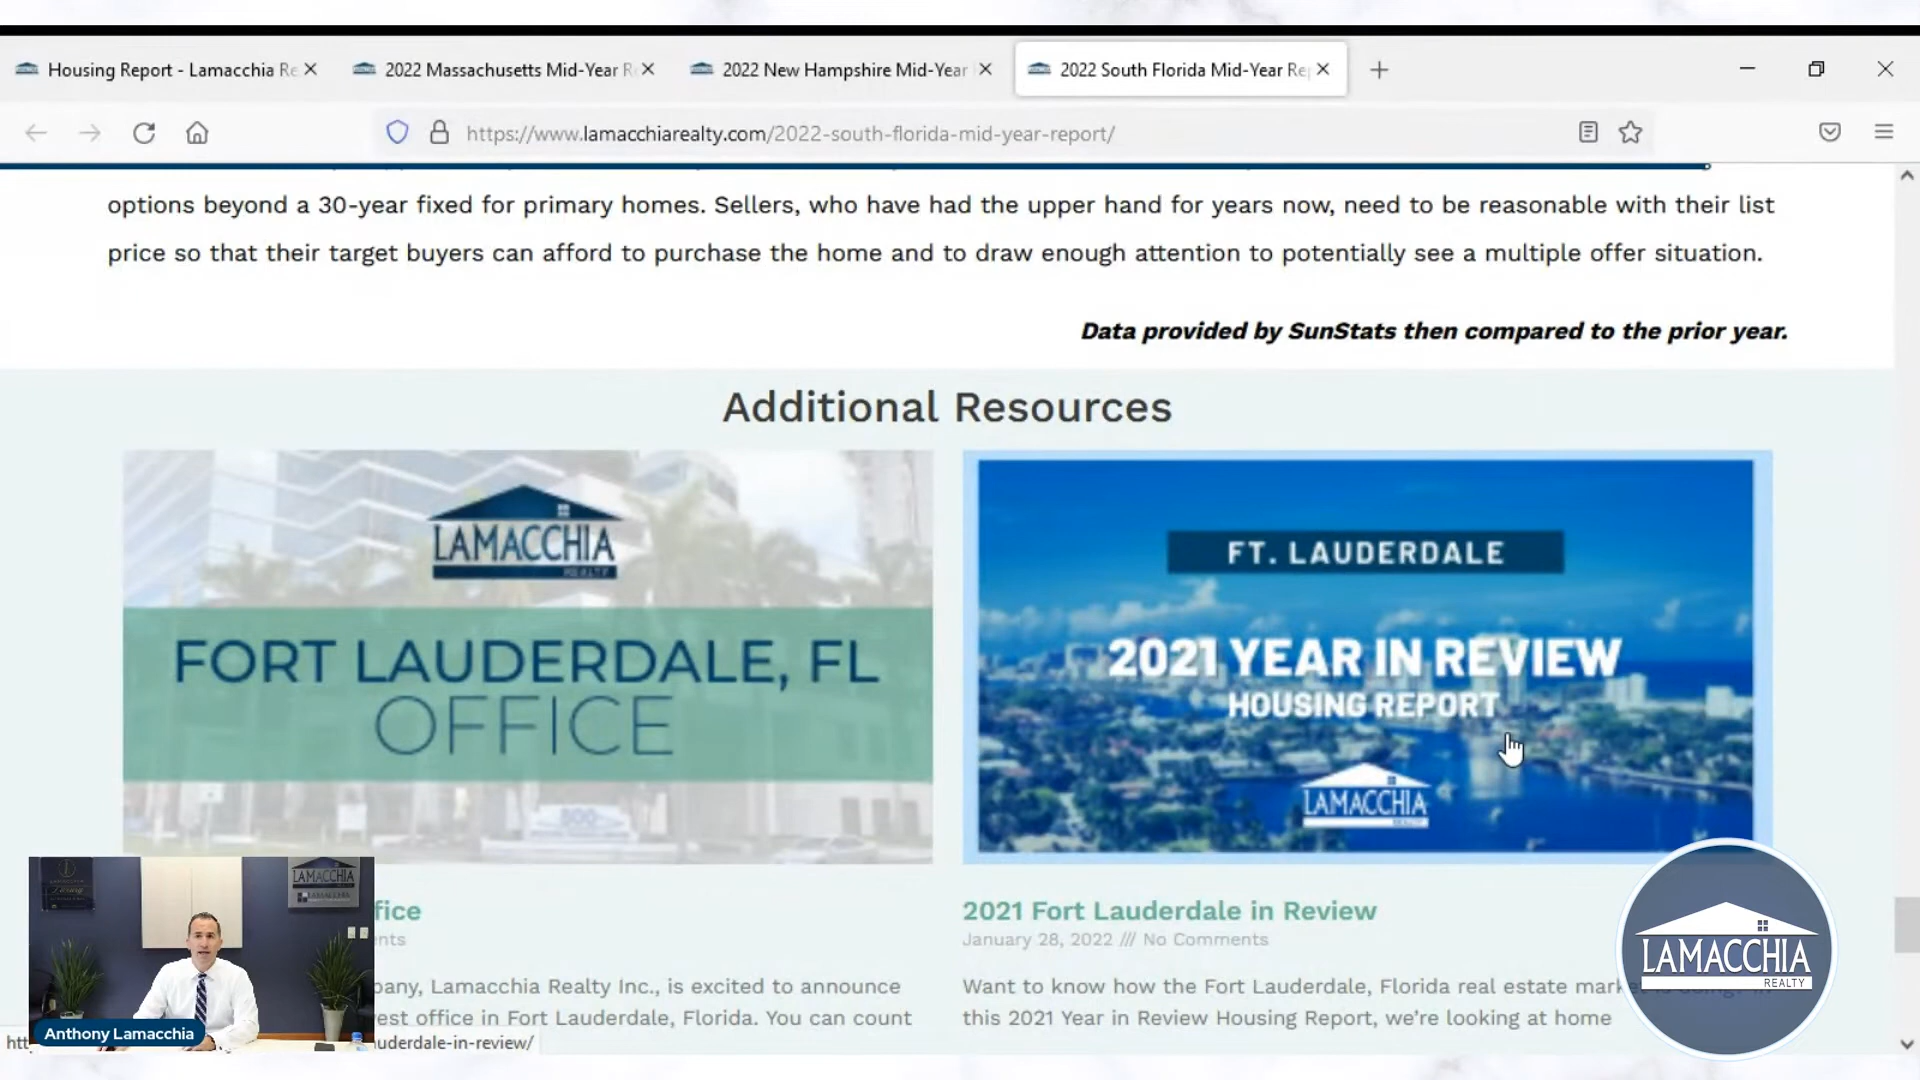 Housing Report - Lamacchia Re
2022 Massachusetts Mid-Year R
2022 New Hampshire Mid-Year
2022 South Florida Mid-Year Re
https://www.lamacchiarealty.com/2022-south-florida-mid-year-report/
options beyond a 30-year fixed for primary homes. Sellers, who have had the upper hand for years now, need to be reasonable with their list
price so that their target buyers can afford to purchase the home and to draw enough attention to potentially see a multiple offer situation.
Data provided by SunStats then compared to the prior year.
Additional Resources
LAMACCHIA
REALTY
FORT LAUDERDALE, FL
OFFICE
FT. LAUDERDALE
2021 YEAR IN REVIEW
HOUSING REPORT
LAMACCHIA
REALTY
fice
nts
pany, Lamacchia Realty Inc., is excited to announce
vest office in Fort Lauderdale, Florida. You can count
2021 Fort Lauderdale in Review
January 28, 2022 /// No Comments
Want to know how the Fort Lauderdale, Florida real estate mark
this 2021 Year in Review Housing Report, we're looking at home
LAMACCHIA
Anthony Lamacchia
htt
uderdale-in-review/
LAMACCHIA
REALTY